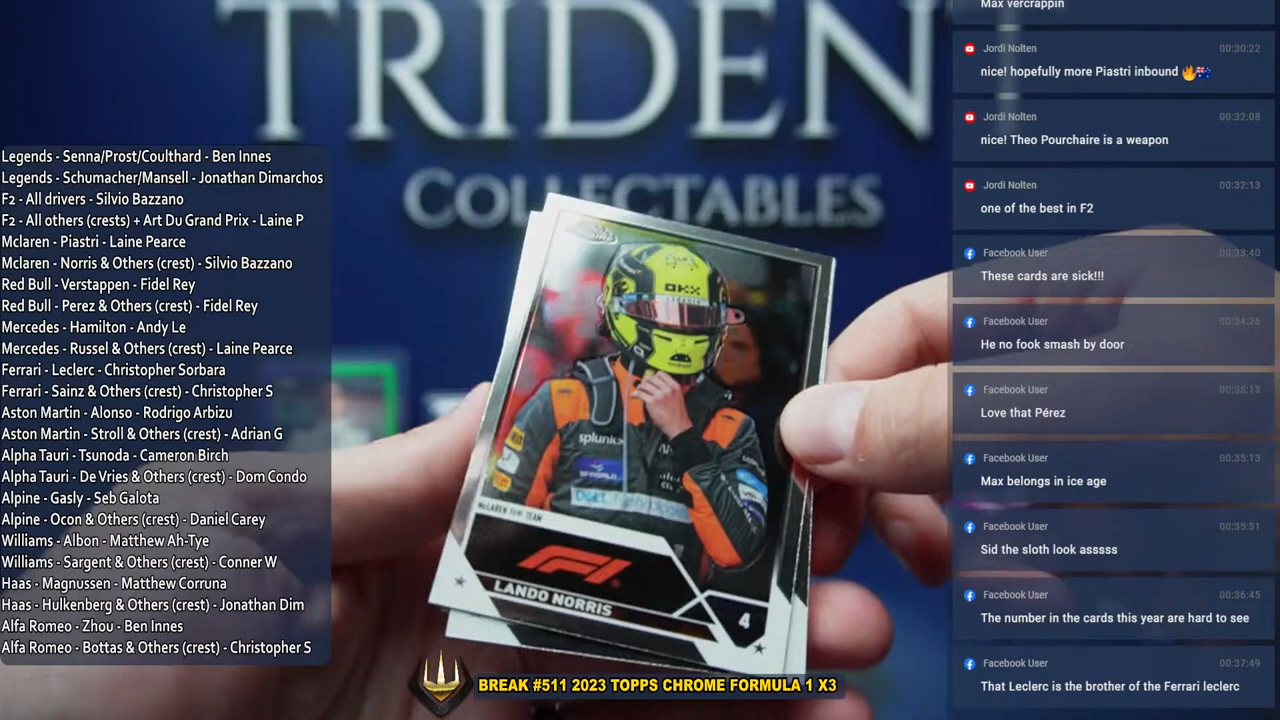 TRIDEN
COLLECTABLES
Legends - Senna/Prost/Coulthard - Ben Innes
Legends - Schumacher/Mansell - Jonathan Dimarchos
F2 - All drivers - Silvio Bazzano
F2 - All others (crests) + Art Du Grand Prix - Laine P
Mclaren - Piastri - Laine Pearce
Mclaren - Norris & Others (crest) - Silvio Bazzano
Red Bull - Verstappen - Fidel Rey
Red Bull - Perez & Others (crest) - Fidel Rey
Mercedes - Hamilton - Andy Le
Mercedes - Russel & Others (crest) - Laine Pearce
Ferrari - Leclerc - Christopher Sorbara
Ferrari - Sainz & Others (crest) - Christopher S
Aston Martin - Alonso - Rodrigo Arbizu
Aston Martin - Stroll & Others (crest) - Adrian G
Alpha Tauri - Tsunoda - Cameron Birch
Alpha Tauri - De Vries & Others (crest) - Dom Condo
Alpine - Gasly - Seb Galota
Alpine - Ocon & Others (crest) - Daniel Carey
Williams - Albon - Matthew Ah-Tye
Williams - Sargent & Others (crest) - Conner W
Haas - Magnussen - Matthew Corruna
Haas - Hulkenberg & Others (crest) - Jonathan Dim
Alfa Romeo - Zhou - Ben Innes
Alfa Romeo - Bottas & Others (crest) - Christopher S
OKX
splunk>
McLAREN F1 TEAM
F1
LANDO NORRIS
4
BREAK #511 2023 TOPPS CHROME FORMULA 1 X3
Max vercrappin
Jordi Nolten 00:30:22
nice! hopefully more Piastri inbound 🔥🇦🇺
Jordi Nolten 00:32:08
nice! Theo Pourchaire is a weapon
Jordi Nolten 00:32:13
one of the best in F2
Facebook User 00:33:40
These cards are sick!!!
Facebook User 00:34:26
He no fook smash by door
Facebook User 00:35:13
Love that Pérez
Facebook User 00:35:13
Max belongs in ice age
Facebook User 00:35:51
Sid the sloth look asssss
Facebook User 00:36:45
The number in the cards this year are hard to see
Facebook User 00:37:49
That Leclerc is the brother of the Ferrari leclerc